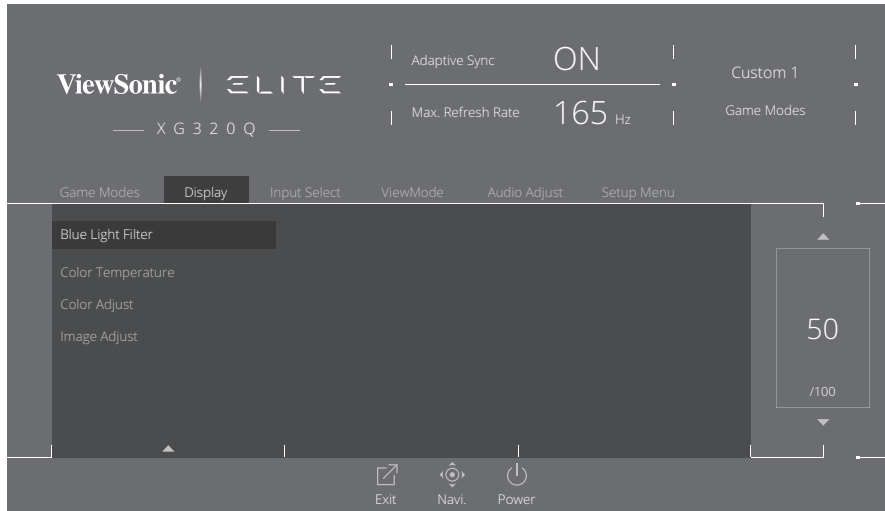 ViewSonic® ELITE
XG320Q
Adaptive Sync ON
Max. Refresh Rate 165 Hz
Custom 1
Game Modes
Game Modes Display Input Select ViewMode Audio Adjust Setup Menu
Blue Light Filter
Color Temperature
Color Adjust
Image Adjust
50
/100
Exit Navi. Power